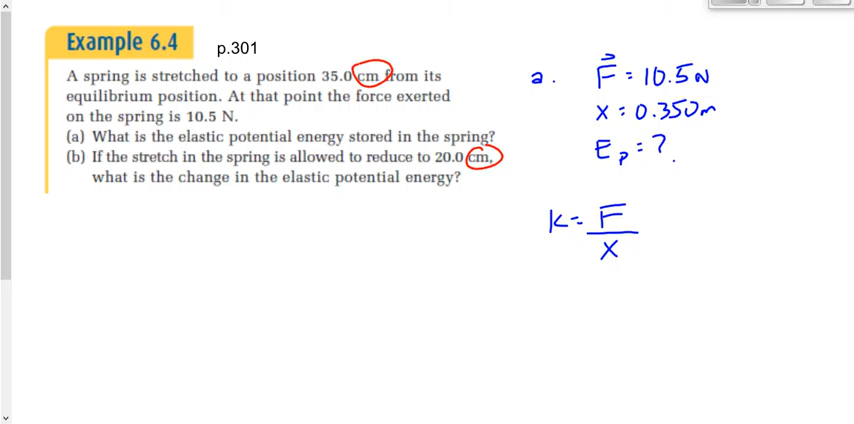 Example 6.4
p.301
A spring is stretched to a position 35.0 cm from its
equilibrium position. At that point the force exerted
on the spring is 10.5 N.
(a) What is the elastic potential energy stored in the spring?
(b) If the stretch in the spring is allowed to reduce to 20.0 cm,
what is the change in the elastic potential energy?
a. F⃗ = 10.5 N
x = 0.350 m
Ep = ?
K = F
x